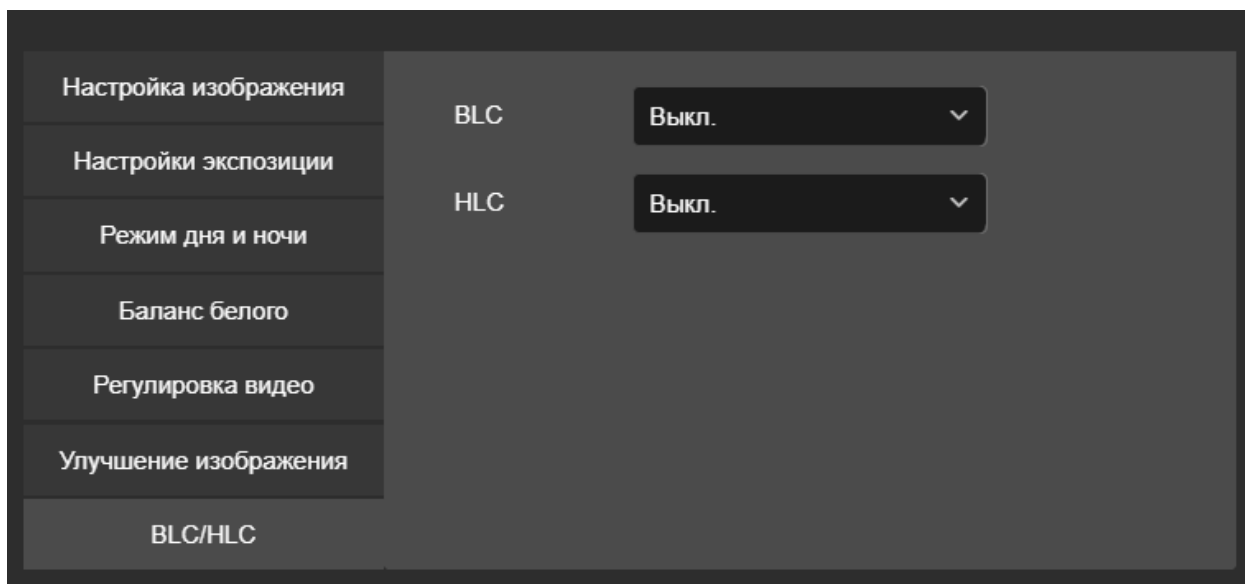 Настройка изображения
Настройки экспозиции
Режим дня и ночи
Баланс белого
Регулировка видео
Улучшение изображения
BLC/HLC
BLC Выкл.
HLC Выкл.